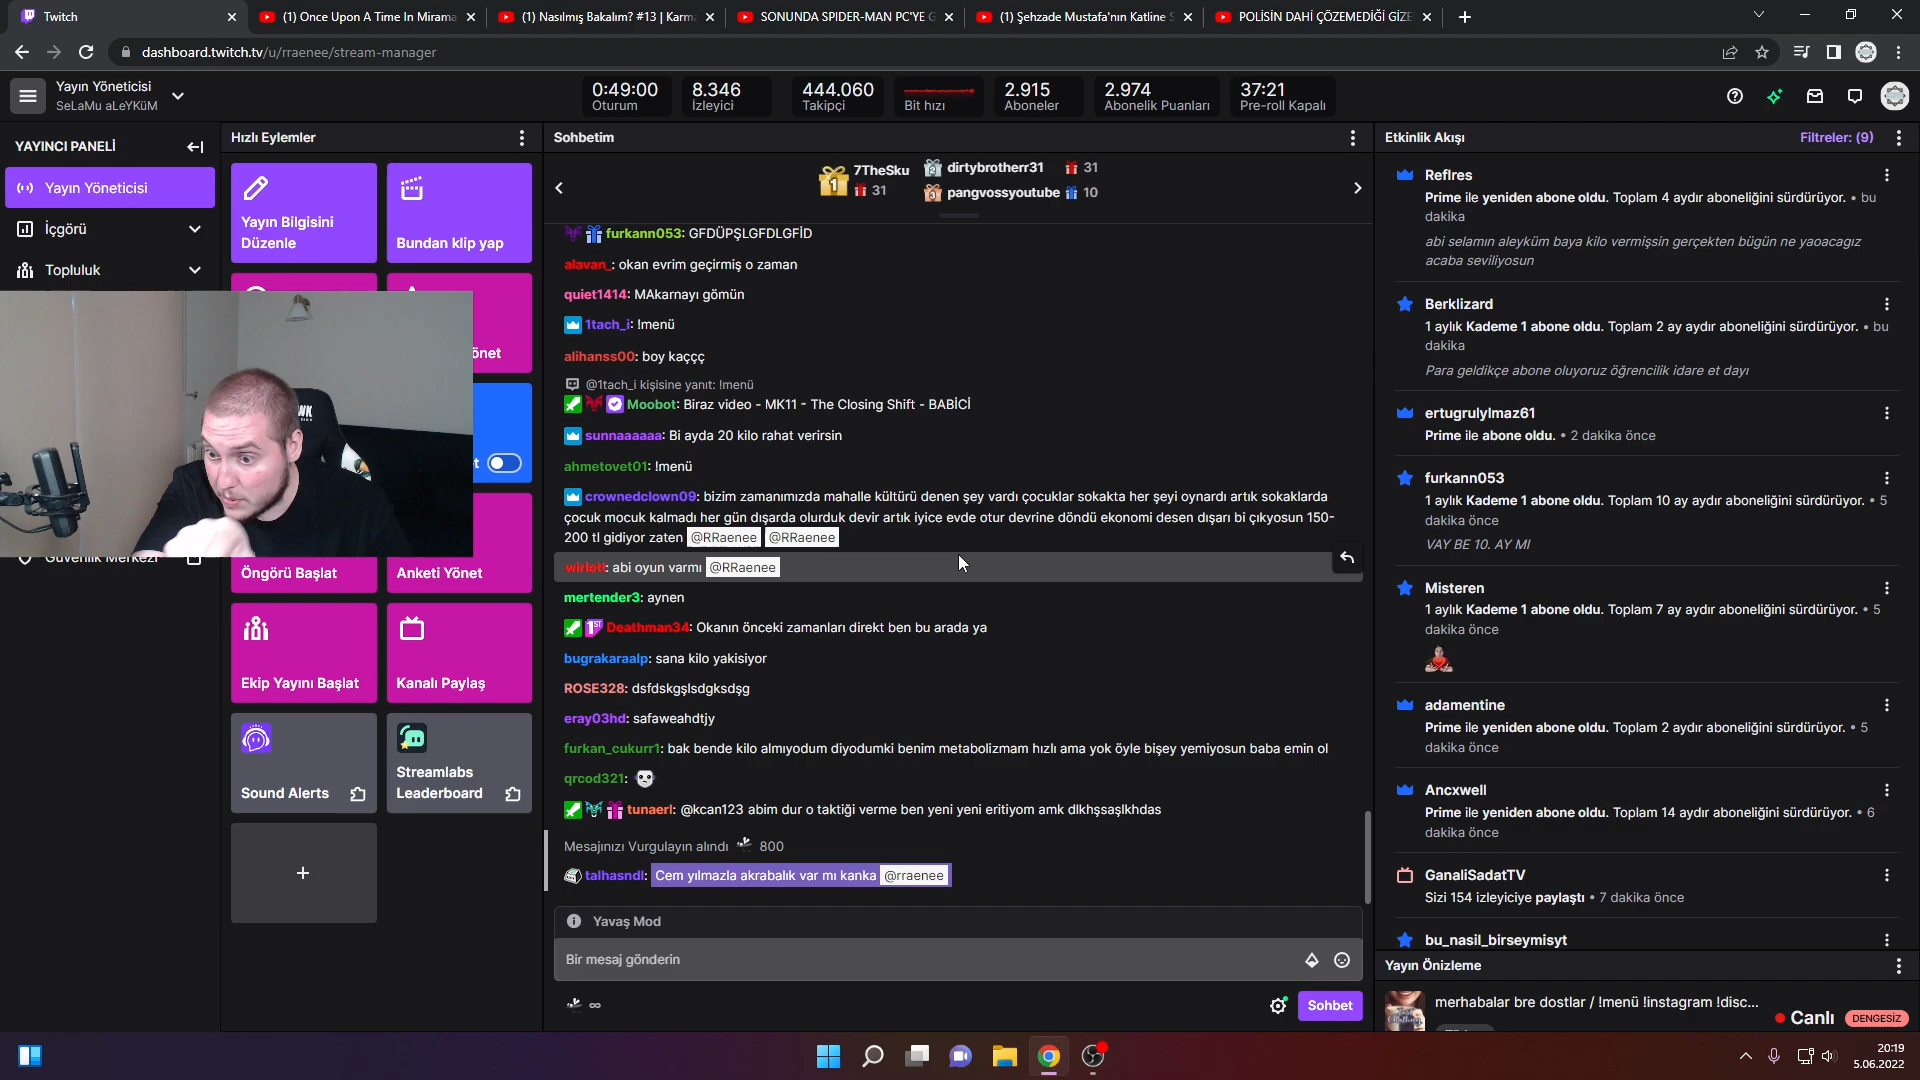 Twitch
(1) Once Upon A Time In Mirama
(1) Nasılmış Bakalım? #13 | Karma
SONUNDA SPIDER-MAN PC'YE G
(1) Şehzade Mustafa'nın Katline S
POLİSİN DAHİ ÇÖZEMEDİĞİ GİZE
dashboard.twitch.tv/u/rraenee/stream-manager
Yayın Yöneticisi
SeLaMu aLeYKüM
0:49:00
Oturum
8.346
İzleyici
444.060
Takipçi
Bit hızı
2.915
Aboneler
2.974
Abonelik Puanları
37:21
Pre-roll Kapalı
YAYINCI PANELİ
Yayın Yöneticisi
İçgörü
Topluluk
Güvenlik Merkezi
Hızlı Eylemler
Yayın Bilgisini
Düzenle
Bundan klip yap
önet
t
Öngörü Başlat
Anketi Yönet
Ekip Yayını Başlat
Kanalı Paylaş
Sound Alerts
Streamlabs
Leaderboard
+
Sohbetim
1
7TheSku
31
2
dirtybrotherr31
31
3
pangvossyoutube
10
furkann053: GFDÜPŞLGFDLGFİD
alavan_: okan evrim geçirmiş o zaman
quiet1414: MAkarnayı gömün
1tach_i: !menü
alihanss00: boy kaççç
@1tach_i kişisine yanıt: !menü
Moobot: Biraz video - MK11 - The Closing Shift - BABİCİ
sunnaaaaaa: Bi ayda 20 kilo rahat verirsin
ahmetovet01: !menü
crownedclown09: bizim zamanımızda mahalle kültürü denen şey vardı çocuklar sokakta her şeyi oynardı artık sokaklarda
çocuk mocuk kalmadı her gün dışarda olurduk devir artık iyice evde otur devrine döndü ekonomi desen dışarı bi çıkyosun 150-
200 tl gidiyor zaten @RRaenee @RRaenee
abi oyun varmı @RRaenee
mertender3: aynen
1ST Deathman34: Okanın önceki zamanları direkt ben bu arada ya
bugrakaraalp: sana kilo yakisiyor
ROSE328: dsfdskgşlsdgksdşg
eray03hd: safaweahdtjy
furkan_cukurr1: bak bende kilo almıyodum diyodumki benim metabolizmam hızlı ama yok öyle bişey yemiyosun baba emin ol
qrcod321:
tunaerl: @kcan123 abim dur o taktiği verme ben yeni yeni eritiyom amk dlkhşsaşlkhdas
Mesajınızı Vurgulayın alındı 800
talhasndl: Cem yılmazla akrabalık var mı kanka @rraenee
Yavaş Mod
Bir mesaj gönderin
∞
Sohbet
Etkinlik Akışı
Filtreler: (9)
Reflres
Prime ile yeniden abone oldu. Toplam 4 aydır aboneliğini sürdürüyor. • bu
dakika
abi selamın aleyküm baya kilo vermişsin gerçekten bügün ne yaoacagız
acaba seviliyosun
Berklizard
1 aylık Kademe 1 abone oldu. Toplam 2 ay aydır aboneliğini sürdürüyor. • bu
dakika
Para geldikçe abone oluyoruz öğrencilik idare et dayı
ertugrulylmaz61
Prime ile abone oldu. • 2 dakika önce
furkann053
1 aylık Kademe 1 abone oldu. Toplam 10 ay aydır aboneliğini sürdürüyor. • 5
dakika önce
VAY BE 10. AY MI
Misteren
1 aylık Kademe 1 abone oldu. Toplam 7 ay aydır aboneliğini sürdürüyor. • 5
dakika önce
adamentine
Prime ile yeniden abone oldu. Toplam 2 aydır aboneliğini sürdürüyor. • 5
dakika önce
Ancxwell
Prime ile yeniden abone oldu. Toplam 14 aydır aboneliğini sürdürüyor. • 6
dakika önce
GanaliSadatTV
Sizi 154 izleyiciye paylaştı • 7 dakika önce
bu_nasil_birseymisyt
Yayın Önizleme
merhabalar bre dostlar / !menü !instagram !disc...
Canlı
DENGESİZ
20:19
5.06.2022